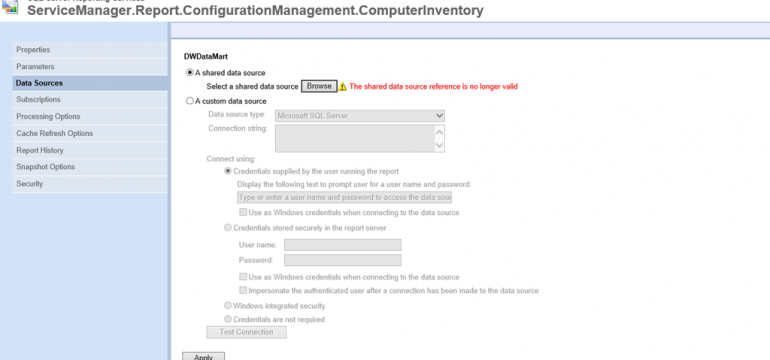 ServiceManager.Report.ConfigurationManagement.ComputerInventory
Properties
Parameters
Data Sources
Subscriptions
Processing Options
Cache Refresh Options
Report History
Snapshot Options
Security
DWDataMart
A shared data source
Select a shared data source Browse The shared data source reference is no longer valid
A custom data source
Data source type: Microsoft SQL Server
Connection string:
Connect using:
Credentials supplied by the user running the report
Display the following text to prompt user for a user name and password:
Type or enter a user name and password to access the data sour
Use as Windows credentials when connecting to the data source
Credentials stored securely in the report server
User name:
Password:
Use as Windows credentials when connecting to the data source
Impersonate the authenticated user after a connection has been made to the data source
Windows integrated security
Credentials are not required
Test Connection
Apply